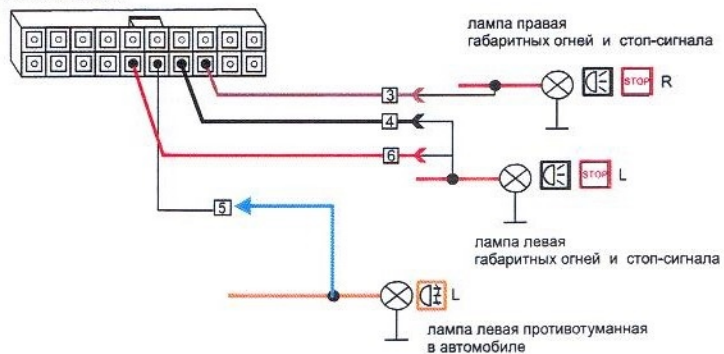 лампа правая
габаритных огней и стоп-сигнала
3
STOP R
4
6
STOP L
5
лампа левая
габаритных огней и стоп-сигнала
L
лампа левая противотуманная
в автомобиле